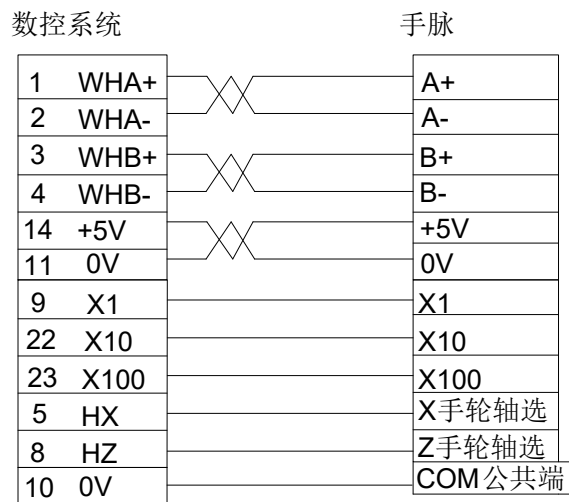 数控系统 手脉
1 WHA+ A+
2 WHA- A-
3 WHB+ B+
4 WHB- B-
14 +5V +5V
11 0V 0V
9 X1 X1
22 X10 X10
23 X100 X100
5 HX X手轮轴选
8 HZ Z手轮轴选
10 0V COM公共端